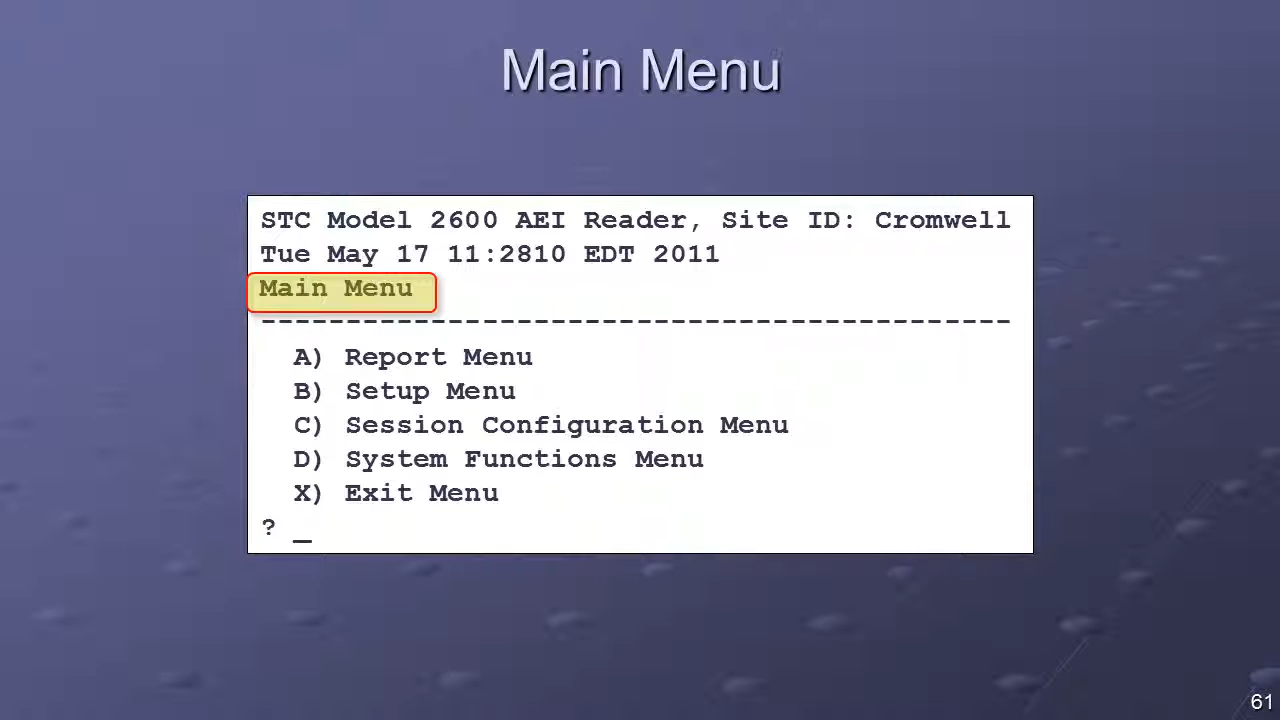 Main Menu
STC Model 2600 AEI Reader, Site ID: Cromwell
Tue May 17 11:2810 EDT 2011
Main Menu
--------------------------------------------
A) Report Menu
B) Setup Menu
C) Session Configuration Menu
D) System Functions Menu
X) Exit Menu
? _
61